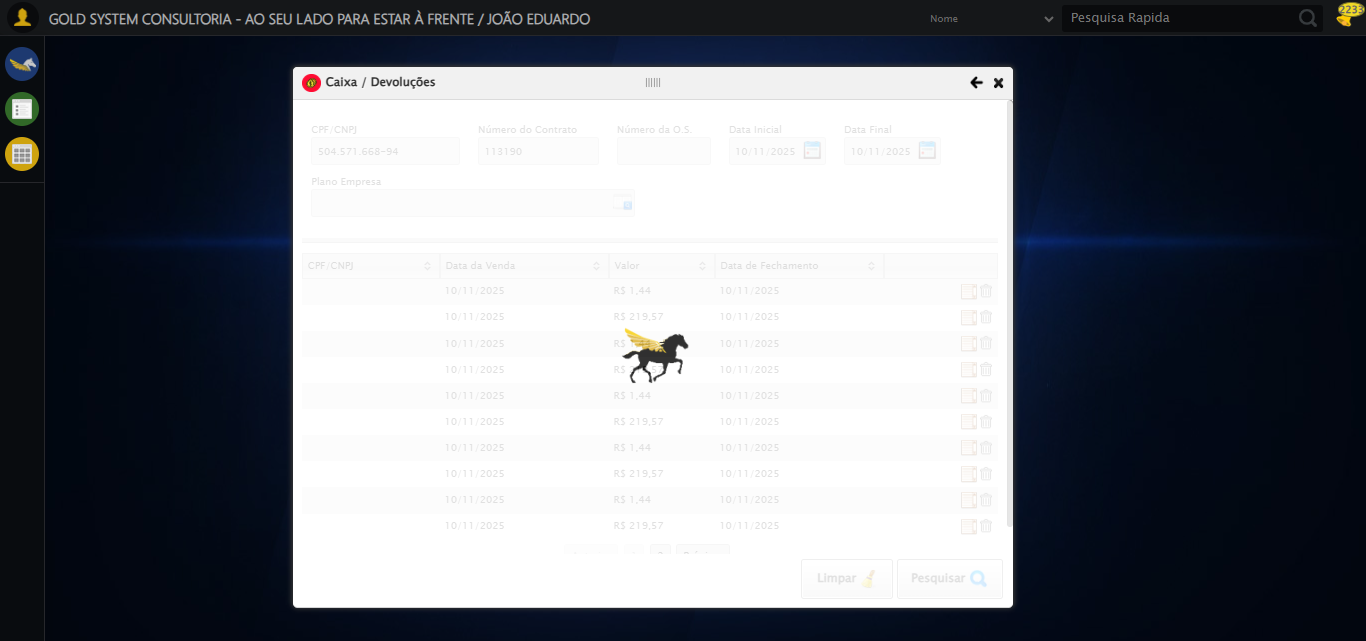 GOLD SYSTEM CONSULTORIA - AO SEU LADO PARA ESTAR À FRENTE / JOÃO EDUARDO
Nome
Pesquisa Rapida
2233
Caixa / Devoluções
CPF/CNPJ
Número do Contrato
Número da O.S.
Data Inicial
Data Final
504.571.668-94
113190
10/11/2025
10/11/2025
Plano Empresa
CPF/CNPJ Data da Venda Valor Data de Fechamento
10/11/2025 R$ 1,44 10/11/2025
10/11/2025 R$ 219,57 10/11/2025
10/11/2025 R$ 10/11/2025
10/11/2025 R$ 10/11/2025
10/11/2025 R$ 1,44 10/11/2025
10/11/2025 R$ 219,57 10/11/2025
10/11/2025 R$ 1,44 10/11/2025
10/11/2025 R$ 219,57 10/11/2025
10/11/2025 R$ 1,44 10/11/2025
10/11/2025 R$ 219,57 10/11/2025
Limpar
Pesquisar